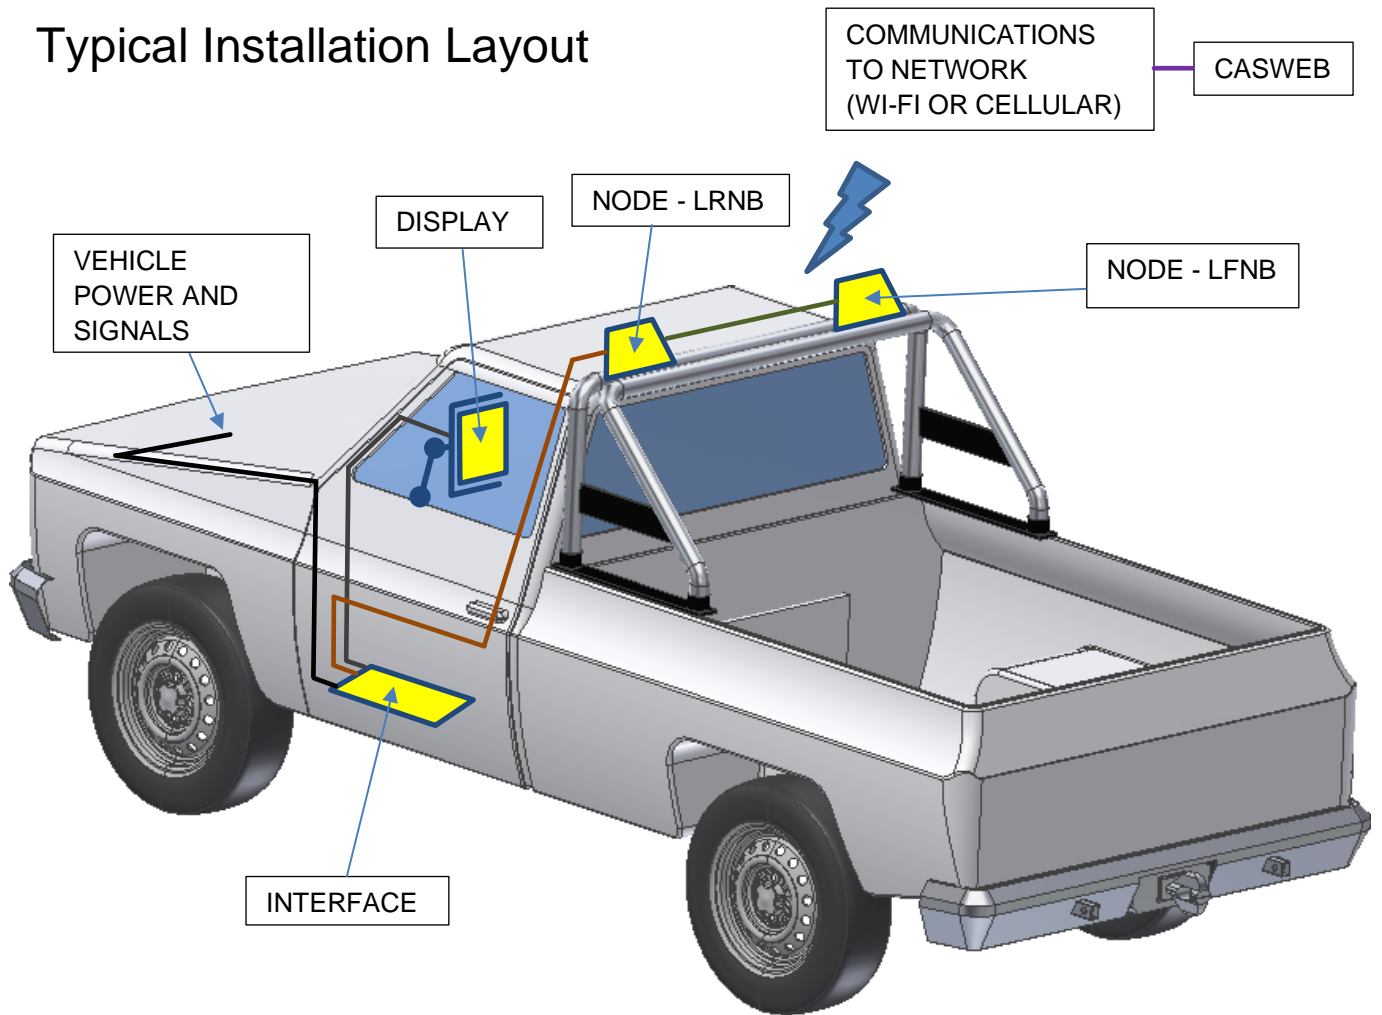 Typical Installation Layout
COMMUNICATIONS
TO NETWORK
(WI-FI OR CELLULAR)
CASWEB
NODE - LRNB
DISPLAY
VEHICLE
POWER AND
SIGNALS
NODE - LFNB
INTERFACE